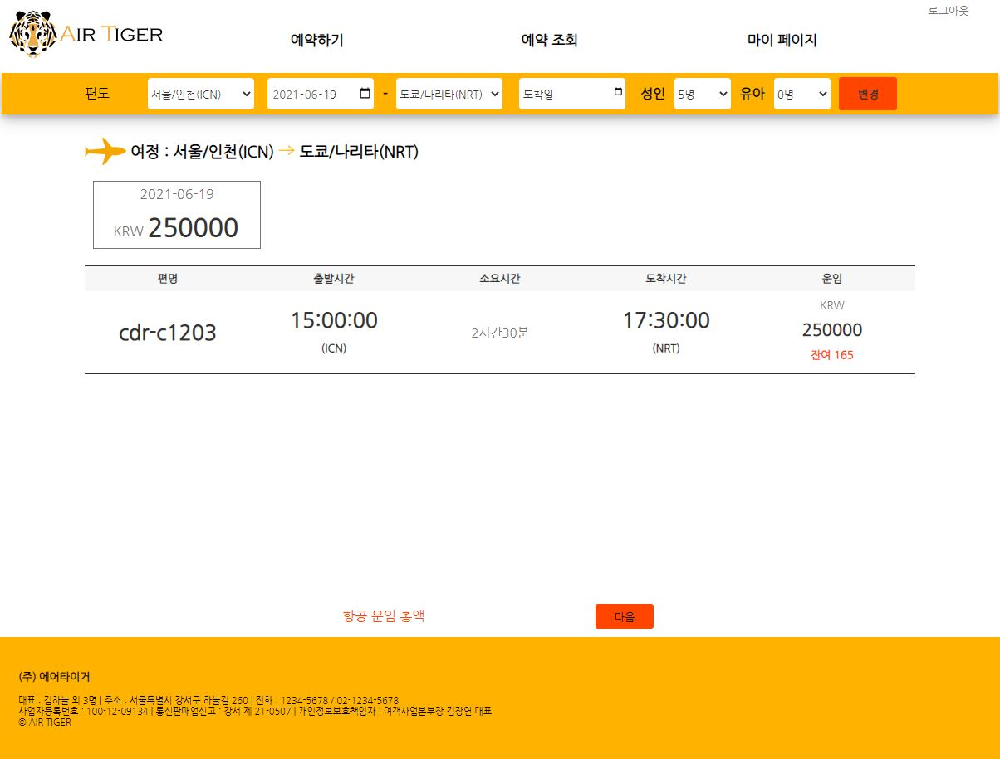 로그아웃
AIR TIGER
예약하기 예약 조회 마이 페이지
편도 서울/인천(ICN) 2021-06-19 - 도쿄/나리타(NRT) 도착일 성인 5명 유아 0명 변경
여정 : 서울/인천(ICN) → 도쿄/나리타(NRT)
2021-06-19
KRW 250000
편명 출발시간 소요시간 도착시간 운임
cdr-c1203 15:00:00 (ICN) 2시간30분 17:30:00 (NRT) KRW 250000 잔여 165
항공 운임 총액 다음
(주) 에어타이거
대표 : 김하늘 외 3명 | 주소 : 서울특별시 강서구 하늘길 260 | 전화 : 1234-5678 / 02-1234-5678
사업자등록번호 : 100-12-09134 | 통신판매업신고 : 강서 제 21-0507 | 개인정보보호책임자 : 여객사업본부장 김장연 대표
© AIR TIGER